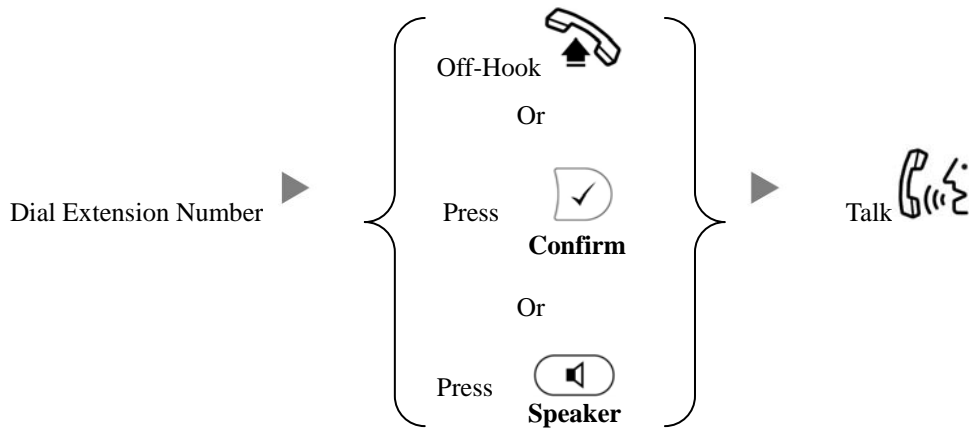 Off-Hook
Or
Dial Extension Number
Press
Confirm
Talk
Or
Press
Speaker